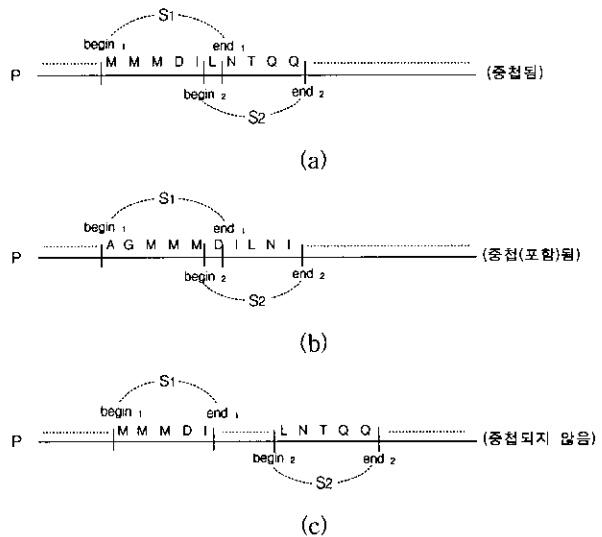 S1
begin 1 end 1
M M M D I L N T Q Q
P (중첩됨)
begin 2 end 2
S2
(a)
S1
begin 1 end 1
A G M M M D I L N I
P (중첩(포함)됨)
begin 2 end 2
S2
(b)
S1
begin 1 end 1
M M M D I L N T Q Q
P (중첩되지 않음)
begin 2 end 2
S2
(c)